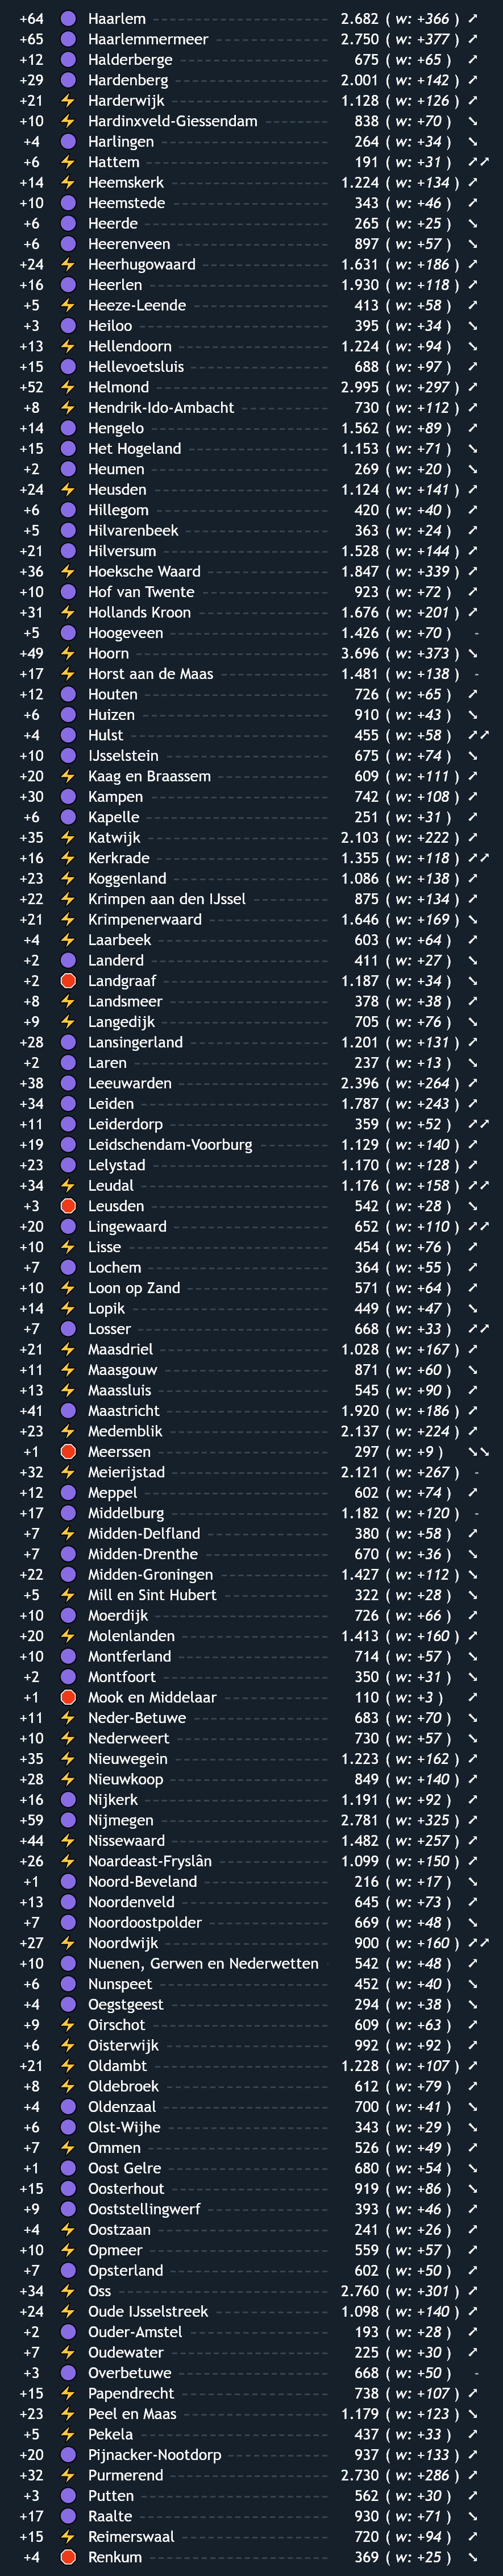 +64 Haarlem 2.682 ( w: +366 ) ↗
+65 Haarlemmermeer 2.750 ( w: +377 ) ↗
+12 Halderberge 675 ( w: +65 ) ↗
+29 Hardenberg 2.001 ( w: +142 ) ↗
+21 Harderwijk 1.128 ( w: +126 ) ↗
+10 Hardinxveld-Giessendam 838 ( w: +70 ) ↘
+4 Harlingen 264 ( w: +34 ) ↘
+6 Hattem 191 ( w: +31 ) ↗↗
+14 Heemskerk 1.224 ( w: +134 ) ↗
+10 Heemstede 343 ( w: +46 ) ↗
+6 Heerde 265 ( w: +25 ) ↘
+6 Heerenveen 897 ( w: +57 ) ↗
+24 Heerhugowaard 1.631 ( w: +186 ) ↗
+16 Heerlen 1.930 ( w: +118 ) ↗
+5 Heeze-Leende 413 ( w: +58 ) ↗
+3 Heiloo 395 ( w: +34 ) ↘
+13 Hellendoorn 1.224 ( w: +94 ) ↘
+15 Hellevoetsluis 688 ( w: +97 ) ↗
+52 Helmond 2.995 ( w: +297 ) ↗
+8 Hendrik-Ido-Ambacht 730 ( w: +112 ) ↗
+14 Hengelo 1.562 ( w: +89 ) ↗
+15 Het Hogeland 1.153 ( w: +71 ) ↘
+2 Heumen 269 ( w: +20 ) ↘
+24 Heusden 1.124 ( w: +141 ) ↗
+6 Hillegom 420 ( w: +40 ) ↗
+5 Hilvarenbeek 363 ( w: +24 ) ↗
+21 Hilversum 1.528 ( w: +144 ) ↗
+36 Hoeksche Waard 1.847 ( w: +339 ) ↗
+10 Hof van Twente 923 ( w: +72 ) ↗
+31 Hollands Kroon 1.676 ( w: +201 ) ↗
+5 Hoogeveen 1.426 ( w: +70 ) -
+49 Hoorn 3.696 ( w: +373 ) ↘
+17 Horst aan de Maas 1.481 ( w: +138 ) -
+12 Houten 726 ( w: +65 ) ↗
+6 Huizen 910 ( w: +43 ) ↘
+4 Hulst 455 ( w: +58 ) ↗↗
+10 IJsselstein 675 ( w: +74 ) ↘
+20 Kaag en Braassem 609 ( w: +111 ) ↗
+30 Kampen 742 ( w: +108 ) ↗
+6 Kapelle 251 ( w: +31 ) ↗
+35 Katwijk 2.103 ( w: +222 ) ↗
+16 Kerkrade 1.355 ( w: +118 ) ↗↗
+23 Koggenland 1.086 ( w: +138 ) ↗
+22 Krimpen aan den IJssel 875 ( w: +134 ) ↗
+21 Krimpenerwaard 1.646 ( w: +169 ) ↘
+4 Laarbeek 603 ( w: +64 ) ↗
+2 Landerd 411 ( w: +27 ) ↘
+2 Landgraaf 1.187 ( w: +34 ) ↘
+8 Landsmeer 378 ( w: +38 ) ↗
+9 Langedijk 705 ( w: +76 ) ↘
+28 Lansingerland 1.201 ( w: +131 ) ↗
+2 Laren 237 ( w: +13 ) ↘
+38 Leeuwarden 2.396 ( w: +264 ) ↗
+34 Leiden 1.787 ( w: +243 ) ↗
+11 Leiderdorp 359 ( w: +52 ) ↗↗
+19 Leidschendam-Voorburg 1.129 ( w: +140 ) ↗
+23 Lelystad 1.170 ( w: +128 ) ↗
+34 Leudal 1.176 ( w: +158 ) ↗↗
+3 Leusden 542 ( w: +28 ) ↘
+20 Lingewaard 652 ( w: +110 ) ↗↗
+10 Lisse 454 ( w: +76 ) ↗
+7 Lochem 364 ( w: +55 ) ↗
+10 Loon op Zand 571 ( w: +64 ) ↗
+14 Lopik 449 ( w: +47 ) ↘
+7 Losser 668 ( w: +33 ) ↗↗
+21 Maasdriel 1.028 ( w: +167 ) ↗
+11 Maasgouw 871 ( w: +60 ) ↘
+13 Maassluis 545 ( w: +90 ) ↗
+41 Maastricht 1.920 ( w: +186 ) ↗
+23 Medemblik 2.137 ( w: +224 ) ↗
+1 Meerssen 297 ( w: +9 ) ↘↘
+32 Meierijstad 2.121 ( w: +267 ) -
+12 Meppel 602 ( w: +74 ) ↗
+17 Middelburg 1.182 ( w: +120 ) -
+7 Midden-Delfland 380 ( w: +58 ) ↗
+7 Midden-Drenthe 670 ( w: +36 ) ↘
+22 Midden-Groningen 1.427 ( w: +112 ) ↗
+5 Mill en Sint Hubert 322 ( w: +28 ) ↘
+10 Moerdijk 726 ( w: +66 ) ↗
+20 Molenlanden 1.413 ( w: +160 ) ↗
+10 Montferland 714 ( w: +57 ) ↘
+2 Montfoort 350 ( w: +31 ) ↘
+1 Mook en Middelaar 110 ( w: +3 ) ↗
+11 Neder-Betuwe 683 ( w: +70 ) ↘
+10 Nederweert 730 ( w: +57 ) ↘
+35 Nieuwegein 1.223 ( w: +162 ) ↗
+28 Nieuwkoop 849 ( w: +140 ) ↗
+16 Nijkerk 1.191 ( w: +92 ) ↗
+59 Nijmegen 2.781 ( w: +325 ) ↗
+44 Nissewaard 1.482 ( w: +257 ) ↗
+26 Noardeast-Fryslân 1.099 ( w: +150 ) ↗
+1 Noord-Beveland 216 ( w: +17 ) ↘
+13 Noordenveld 645 ( w: +73 ) ↗
+7 Noordoostpolder 669 ( w: +48 ) ↘
+27 Noordwijk 900 ( w: +160 ) ↗↗
+10 Nuenen, Gerwen en Nederwetten 542 ( w: +48 ) ↗
+6 Nunspeet 452 ( w: +40 ) ↘
+4 Oegstgeest 294 ( w: +38 ) ↘
+9 Oirschot 609 ( w: +63 ) ↗
+6 Oisterwijk 992 ( w: +92 ) ↗
+21 Oldambt 1.228 ( w: +107 ) ↗
+8 Oldebroek 612 ( w: +79 ) ↗
+4 Oldenzaal 700 ( w: +41 ) ↘
+6 Olst-Wijhe 343 ( w: +29 ) ↘
+7 Ommen 526 ( w: +49 ) ↗
+1 Oost Gelre 680 ( w: +54 ) ↘
+15 Oosterhout 919 ( w: +86 ) ↘
+9 Ooststellingwerf 393 ( w: +46 ) ↗
+4 Oostzaan 241 ( w: +26 ) ↗
+10 Opmeer 559 ( w: +57 ) ↗
+7 Opsterland 602 ( w: +50 ) ↗
+34 Oss 2.760 ( w: +301 ) ↗
+24 Oude IJsselstreek 1.098 ( w: +140 ) ↗
+2 Ouder-Amstel 193 ( w: +28 ) ↗
+7 Oudewater 225 ( w: +30 ) ↗
+3 Overbetuwe 668 ( w: +50 ) -
+15 Papendrecht 738 ( w: +107 ) ↗
+23 Peel en Maas 1.179 ( w: +123 ) ↘
+5 Pekela 437 ( w: +33 ) ↗
+20 Pijnacker-Nootdorp 937 ( w: +133 ) ↗
+32 Purmerend 2.730 ( w: +286 ) ↗
+3 Putten 562 ( w: +30 ) ↗
+17 Raalte 930 ( w: +71 ) ↘
+15 Reimerswaal 720 ( w: +94 ) ↗
+4 Renkum 369 ( w: +25 ) ↘